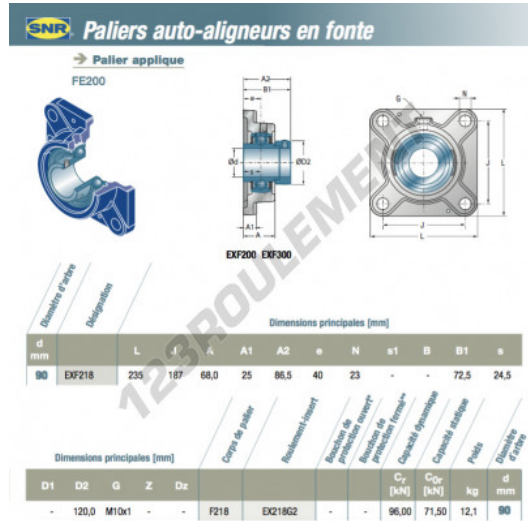 SNR Paliers auto-aligneurs en fonte
Palier applique
FE200
A2
B1
e
N
G
Ød
s
ØD2
J
L
A1
A
J
L
EXF200 EXF300
123ROULEMENT
Diamètre d'arbre
Désignation
Dimensions principales [mm]
d mm L J A A1 A2 e N s1 B B1 s
90 EXF218 235 187 68,0 25 86,5 40 23 - - 72,5 24,5
Dimensions principales [mm]
Corps de palier
Roulement-insert
Bouchon de protection ouvert*
Bouchon de protection fermé**
Capacité dynamique
Capacité statique
Poids
Diamètre d'arbre
D1 D2 G Z Dz Cr [kN] C0r [kN] kg d mm
- 120,0 M10x1 - - F218 EX218G2 - - 96,00 71,50 12,1 90